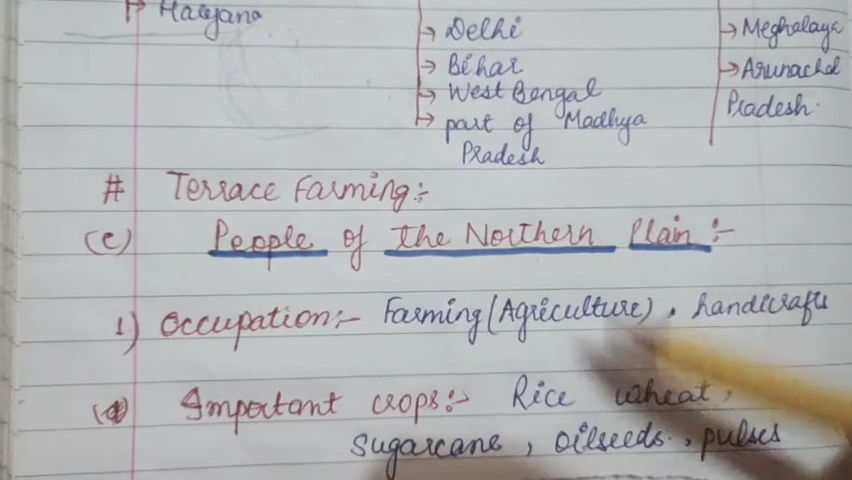 → Haryana
→ Delhi
→ Bihar
→ West Bengal
→ part of Madhya
Pradesh
→ Meghalaya
→ Arunachal
Pradesh.
# Terrace Farming:-
(c) People of the Northern Plain:-
1) Occupation:- Farming (Agriculture), handicrafts
Important crops:- Rice wheat,
Sugarcane, oilseeds, pulses